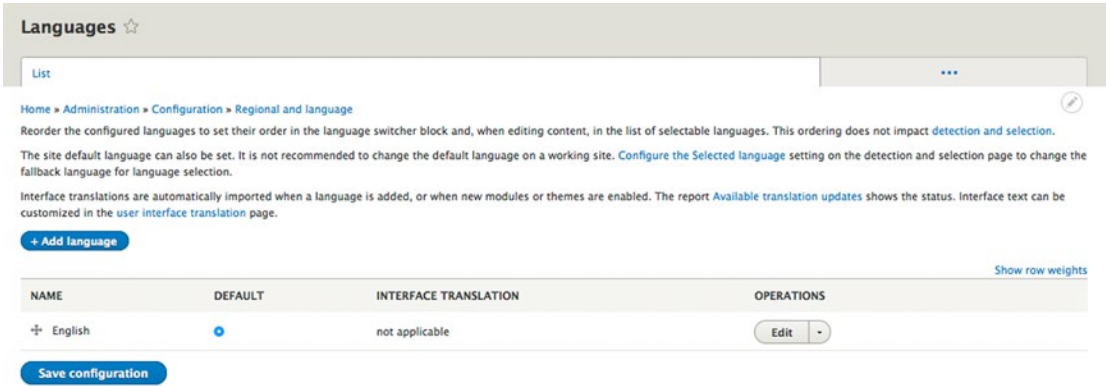 Languages
List
Home » Administration » Configuration » Regional and language
Reorder the configured languages to set their order in the language switcher block and, when editing content, in the list of selectable languages. This ordering does not impact detection and selection.
The site default language can also be set. It is not recommended to change the default language on a working site. Configure the Selected language setting on the detection and selection page to change the
fallback language for language selection.
Interface translations are automatically imported when a language is added, or when new modules or themes are enabled. The report Available translation updates shows the status. Interface text can be
customized in the user interface translation page.
+ Add language
Show row weights
NAME DEFAULT INTERFACE TRANSLATION OPERATIONS
English not applicable Edit
Save configuration